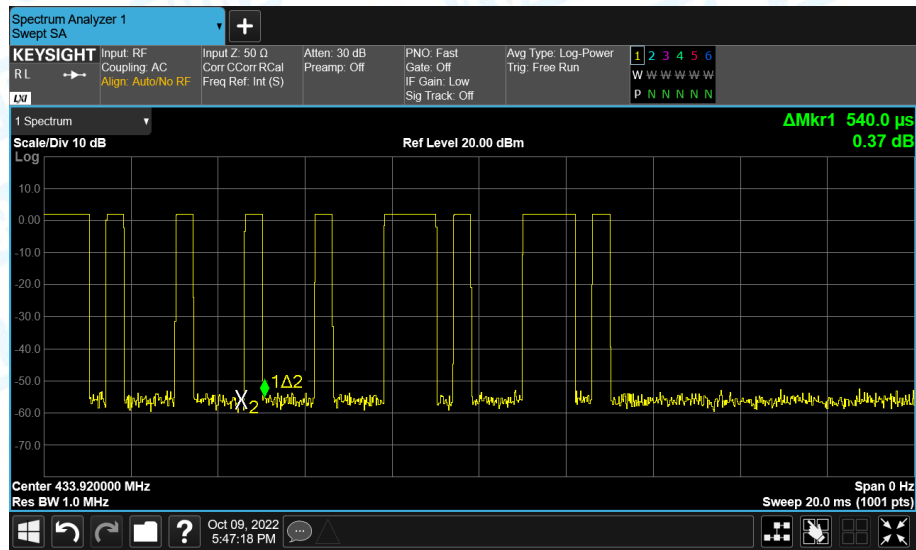 Spectrum Analyzer 1
Swept SA
+
KEYSIGHT
RL
LXI
Input: RF
Coupling: AC
Align: Auto/No RF
Input Z: 50 Ω
Corr CCorr RCal
Freq Ref: Int (S)
Atten: 30 dB
Preamp: Off
PNO: Fast
Gate: Off
IF Gain: Low
Sig Track: Off
Avg Type: Log-Power
Trig: Free Run
1 2 3 4 5 6
W W W W W W
P N N N N N
1 Spectrum
ΔMkr1 540.0 µs
0.37 dB
Scale/Div 10 dB
Ref Level 20.00 dBm
Log
10.0
0.00
-10.0
-20.0
-30.0
-40.0
-50.0
-60.0
-70.0
1Δ2
X2
Center 433.920000 MHz
Res BW 1.0 MHz
Span 0 Hz
Sweep 20.0 ms (1001 pts)
?
Oct 09, 2022
5:47:18 PM